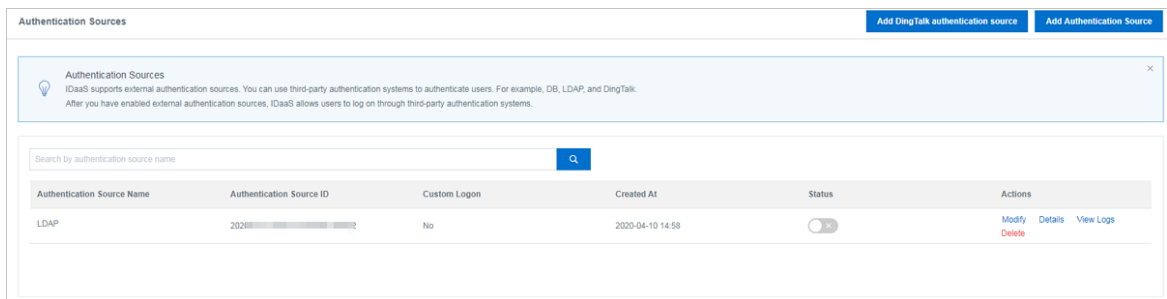 Authentication Sources
Add DingTalk authentication source
Add Authentication Source
Authentication Sources
IDaaS supports external authentication sources. You can use third-party authentication systems to authenticate users. For example, DB, LDAP, and DingTalk.
After you have enabled external authentication sources, IDaaS allows users to log on through third-party authentication systems.
Search by authentication source name
Authentication Source Name Authentication Source ID Custom Logon Created At Status Actions
LDAP No 2020-04-10 14:58 Modify Details View Logs
Delete